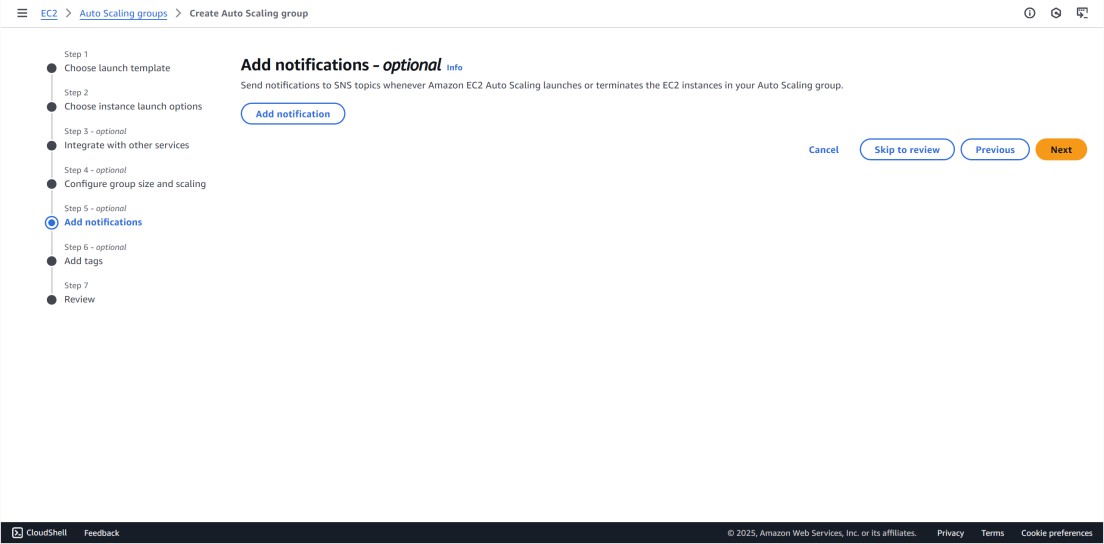 EC2 > Auto Scaling groups > Create Auto Scaling group
Step 1
Choose launch template
Step 2
Choose instance launch options
Step 3 - optional
Integrate with other services
Step 4 - optional
Configure group size and scaling
Step 5 - optional
Add notifications
Step 6 - optional
Add tags
Step 7
Review
Add notifications - optional Info
Send notifications to SNS topics whenever Amazon EC2 Auto Scaling launches or terminates the EC2 instances in your Auto Scaling group.
Add notification
Cancel Skip to review Previous Next
CloudShell Feedback © 2025, Amazon Web Services, Inc. or its affiliates. Privacy Terms Cookie preferences